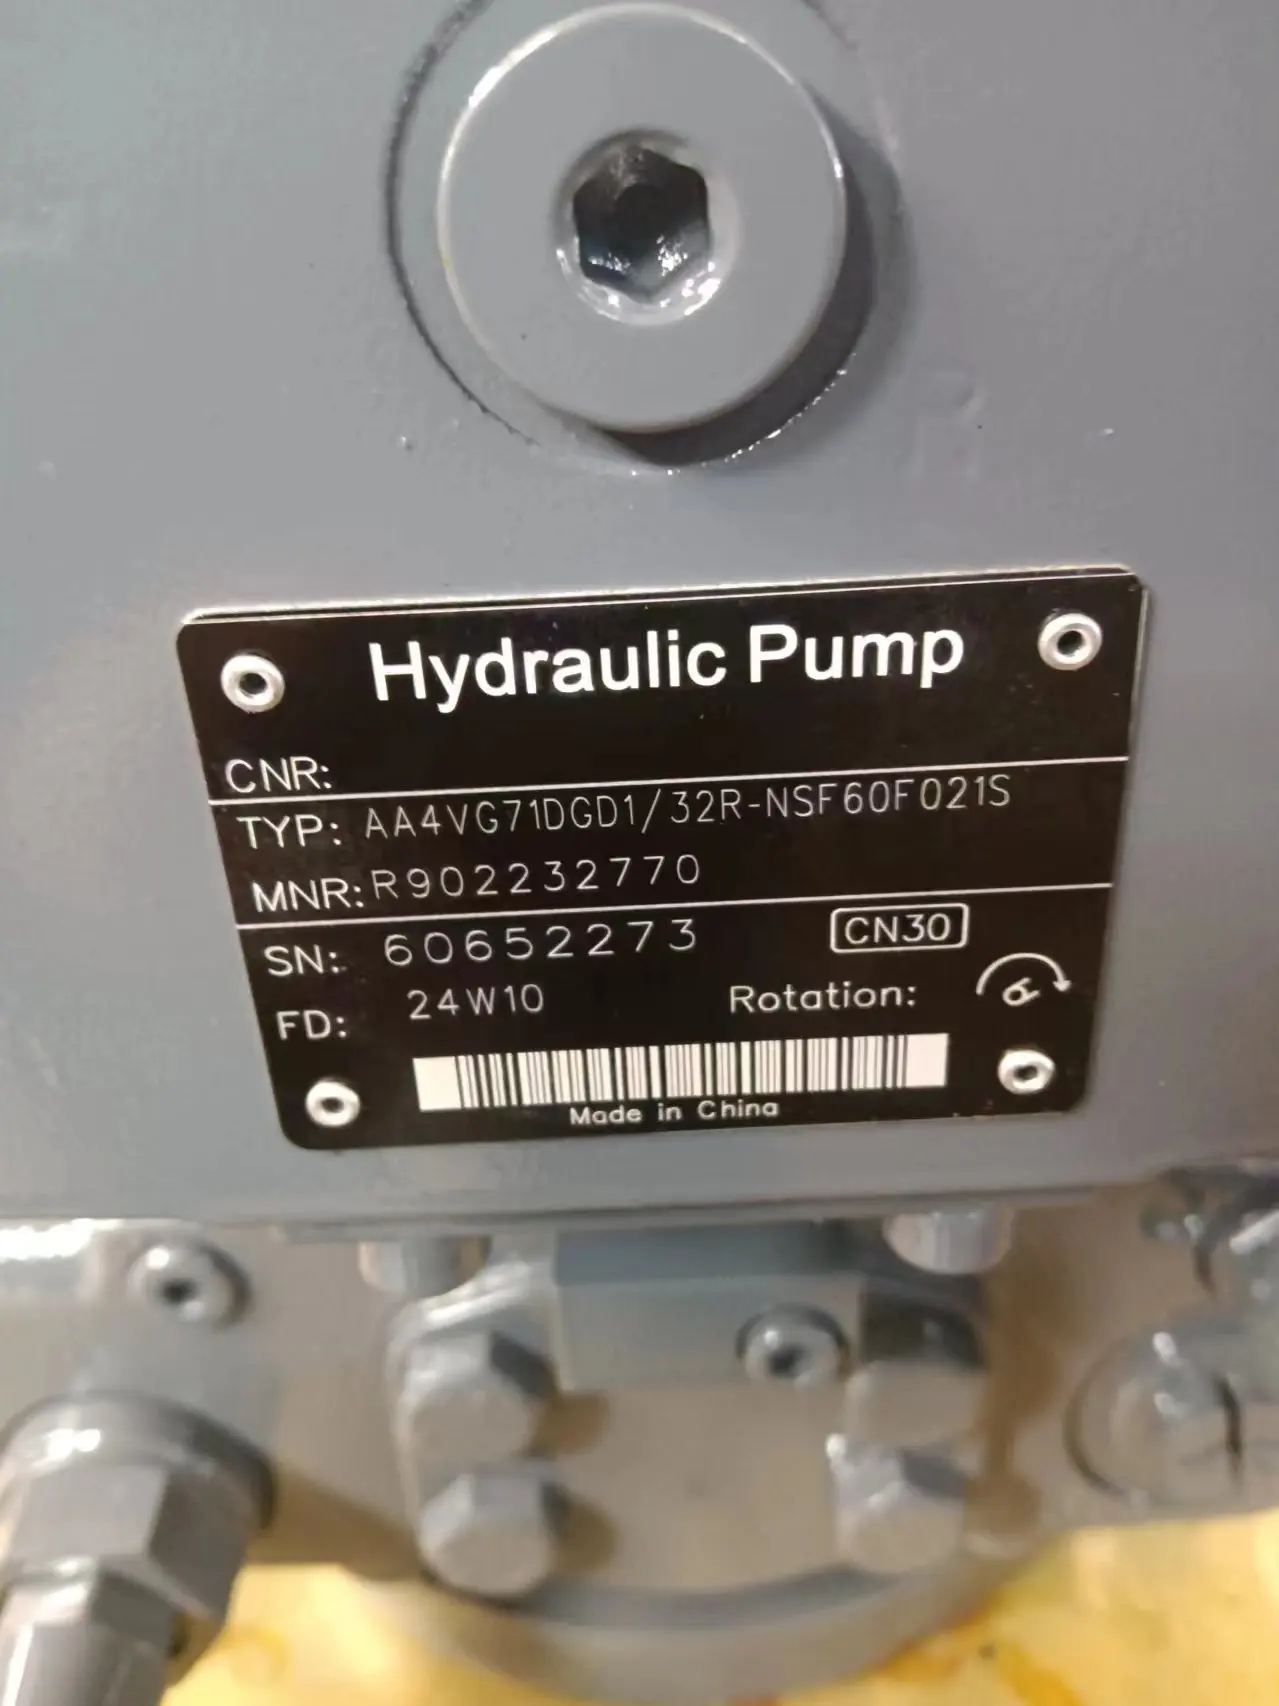 Hydraulic Pump
CNR:
TYP: AA4VG71DGD1/32R-NSF60F021S
MNR: R902232770
SN: 60652273 CN30
FD: 24W10 Rotation:
Made in China